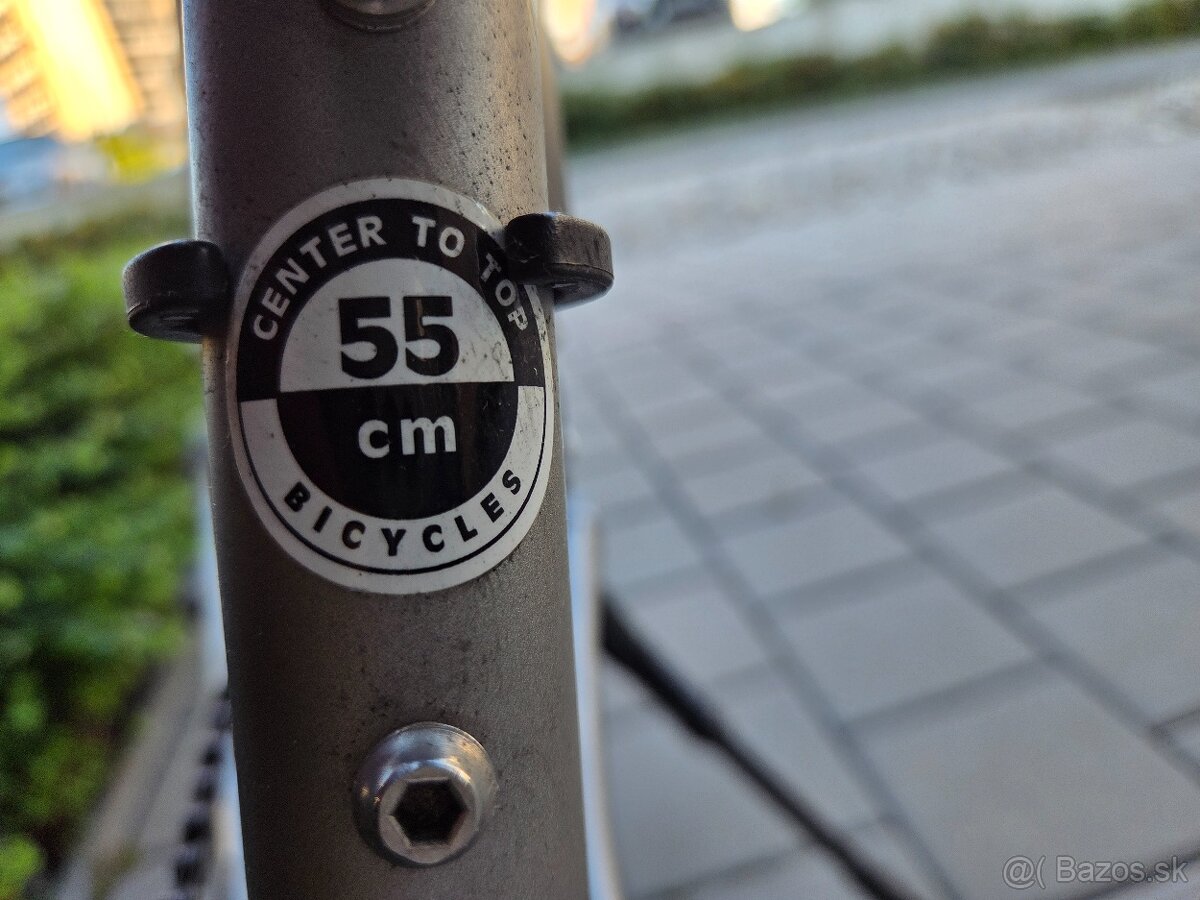 CENTER TO TOP
55
cm
BICYCLES
@( Bazos.sk